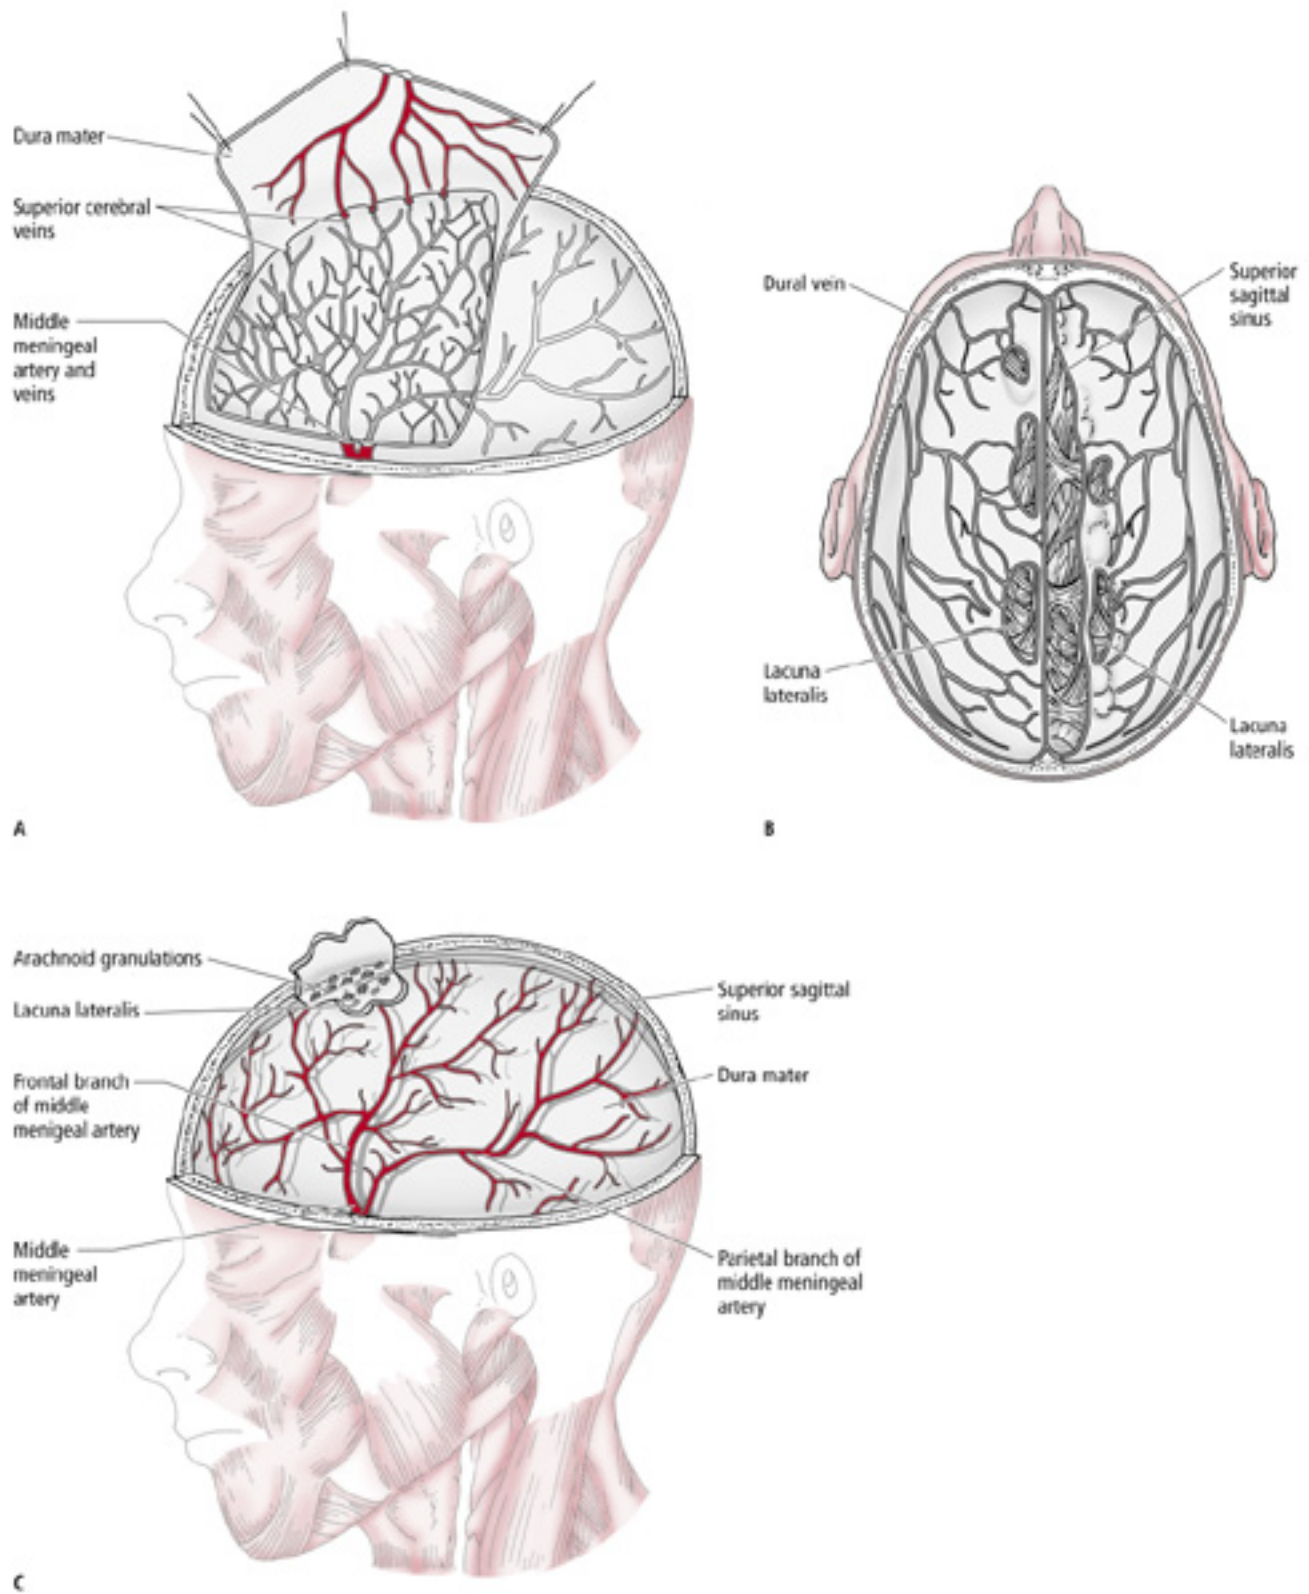 Dura mater
Superior cerebral
veins
Middle
meningeal
artery and
veins
A
Dural vein
Superior
sagittal
sinus
Lacuna
lateralis
Lacuna
lateralis
B
Arachnoid granulations
Lacuna lateralis
Frontal branch
of middle
menigeal artery
Middle
meningeal
artery
Superior sagittal
sinus
Dura mater
Parietal branch of
middle meningeal
artery
C